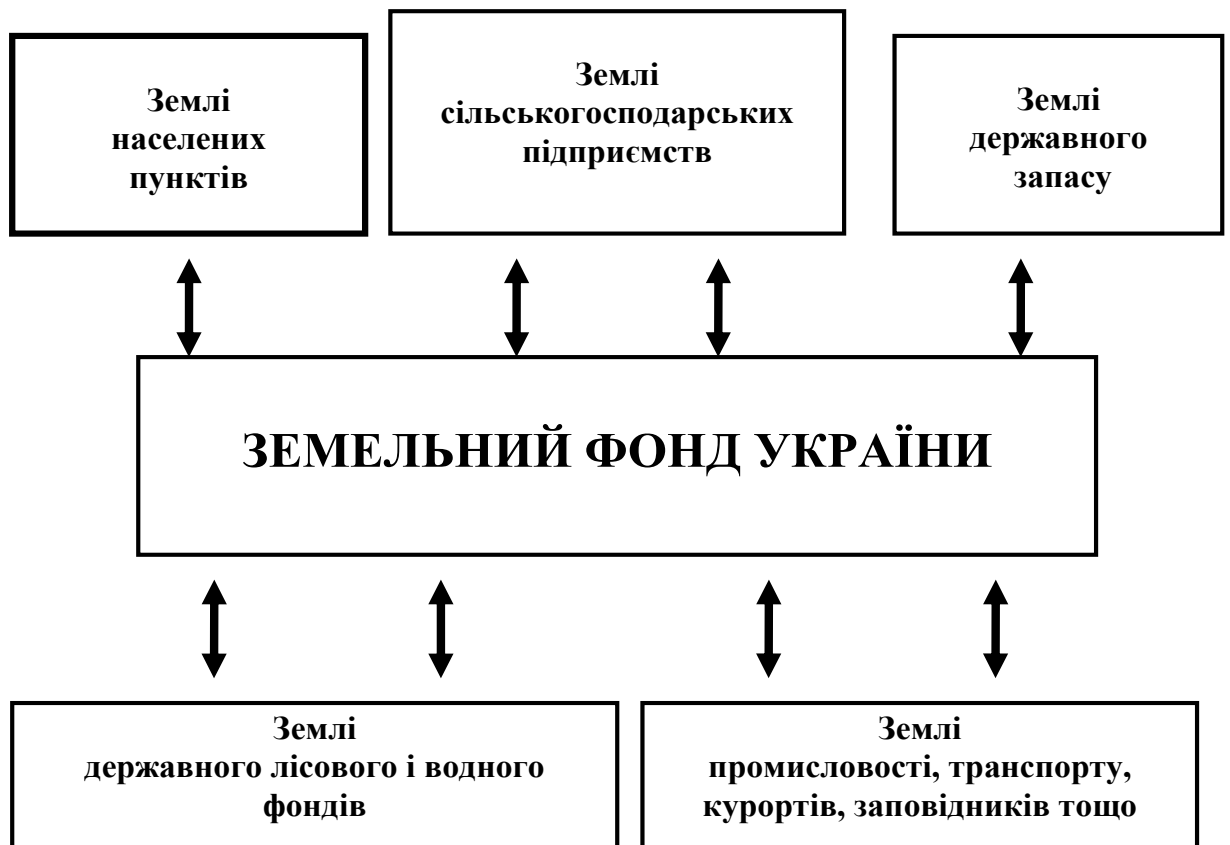 Землі
населених
пунктів
Землі
сільськогосподарських
підприємств
Землі
державного
запасу
ЗЕМЕЛЬНИЙ ФОНД УКРАЇНИ
Землі
державного лісового і водного
фондів
Землі
промисловості, транспорту,
курортів, заповідників тощо